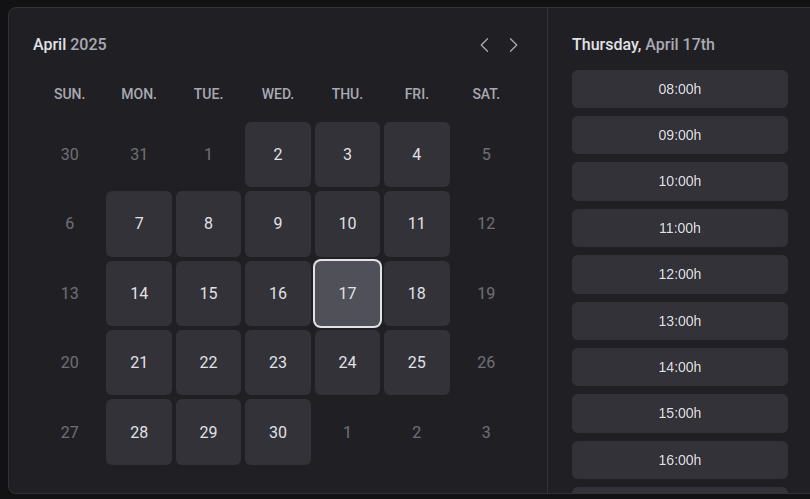 April 2025
SUN. MON. TUE. WED. THU. FRI. SAT.
30 31 1 2 3 4 5
6 7 8 9 10 11 12
13 14 15 16 17 18 19
20 21 22 23 24 25 26
27 28 29 30 1 2 3
Thursday, April 17th
08:00h
09:00h
10:00h
11:00h
12:00h
13:00h
14:00h
15:00h
16:00h